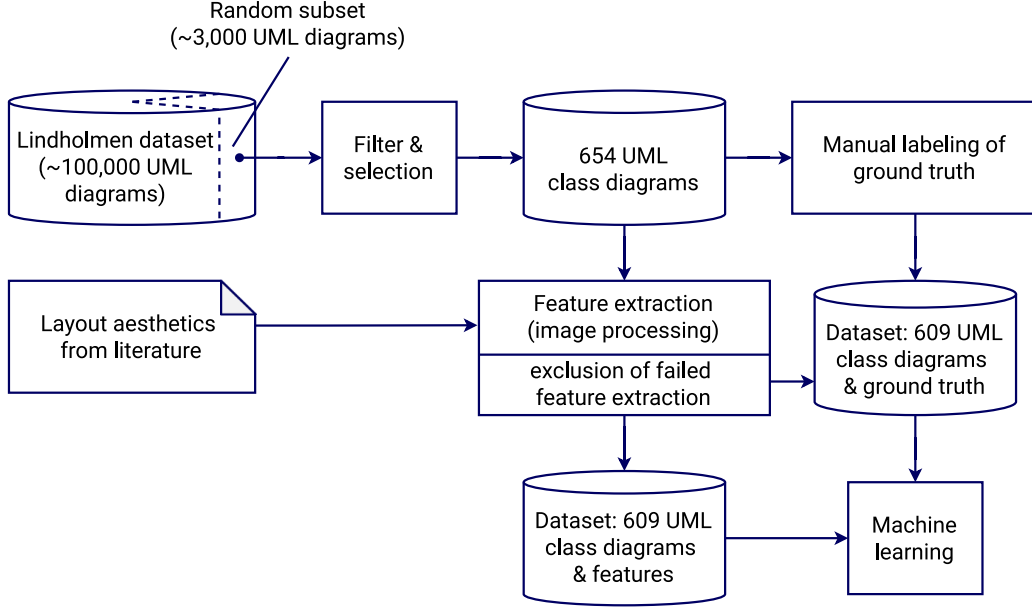 Random subset
(~3,000 UML diagrams)
Lindholmen dataset
(~100,000 UML
diagrams)
Filter &
selection
654 UML
class diagrams
Manual labeling of
ground truth
Layout aesthetics
from literature
Feature extraction
(image processing)
exclusion of failed
feature extraction
Dataset: 609 UML
class diagrams
& ground truth
Dataset: 609 UML
class diagrams
& features
Machine
learning